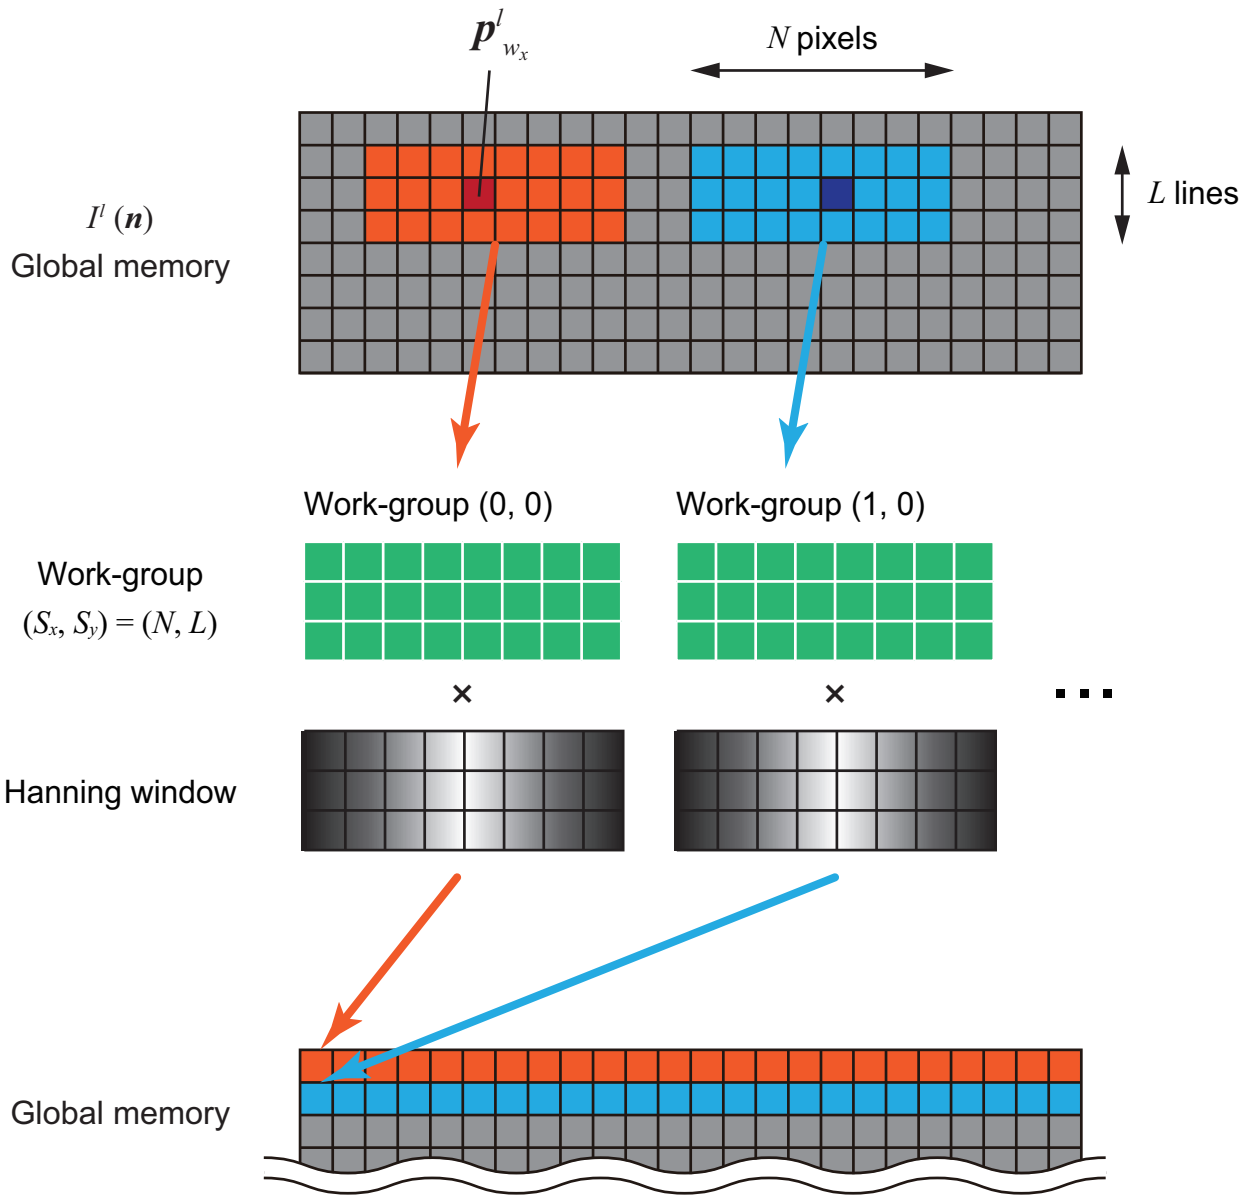 p^l_{w_x}
N pixels
L lines
I^l (n)
Global memory
Work-group (0, 0)
Work-group (1, 0)
Work-group
(S_x, S_y) = (N, L)
× ×
...
Hanning window
Global memory